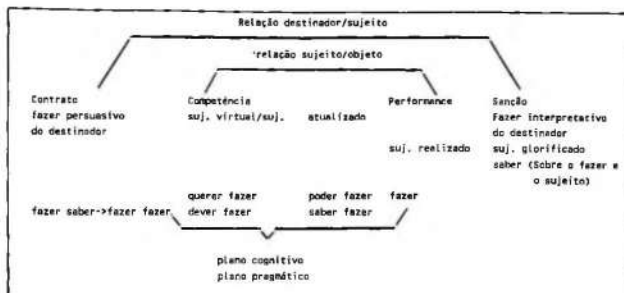 Relação destinador/sujeito
relação sujeito/objeto
Contrato Competência Performance Sanção
fazer persuasivo suj. virtual/suj. atualizado Fazer interpretativo
do destinador do destinador
suj. realizado suj. glorificado
saber (Sobre o fazer e
o sujeito)
querer fazer poder fazer fazer
fazer saber->fazer fazer dever fazer saber fazer
plano cognitivo
plano pragmático